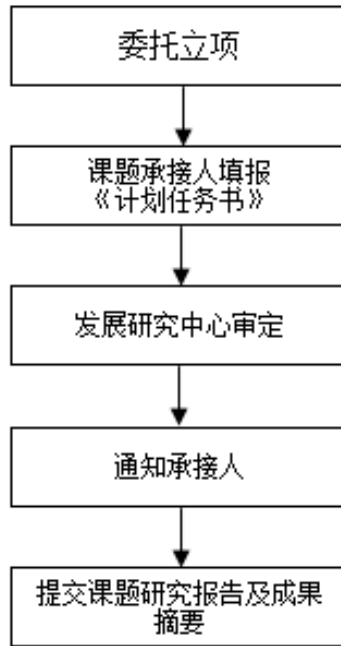 委托立项
课题承接人填报
《计划任务书》
发展研究中心审定
通知承接人
提交课题研究报告及成果
摘要